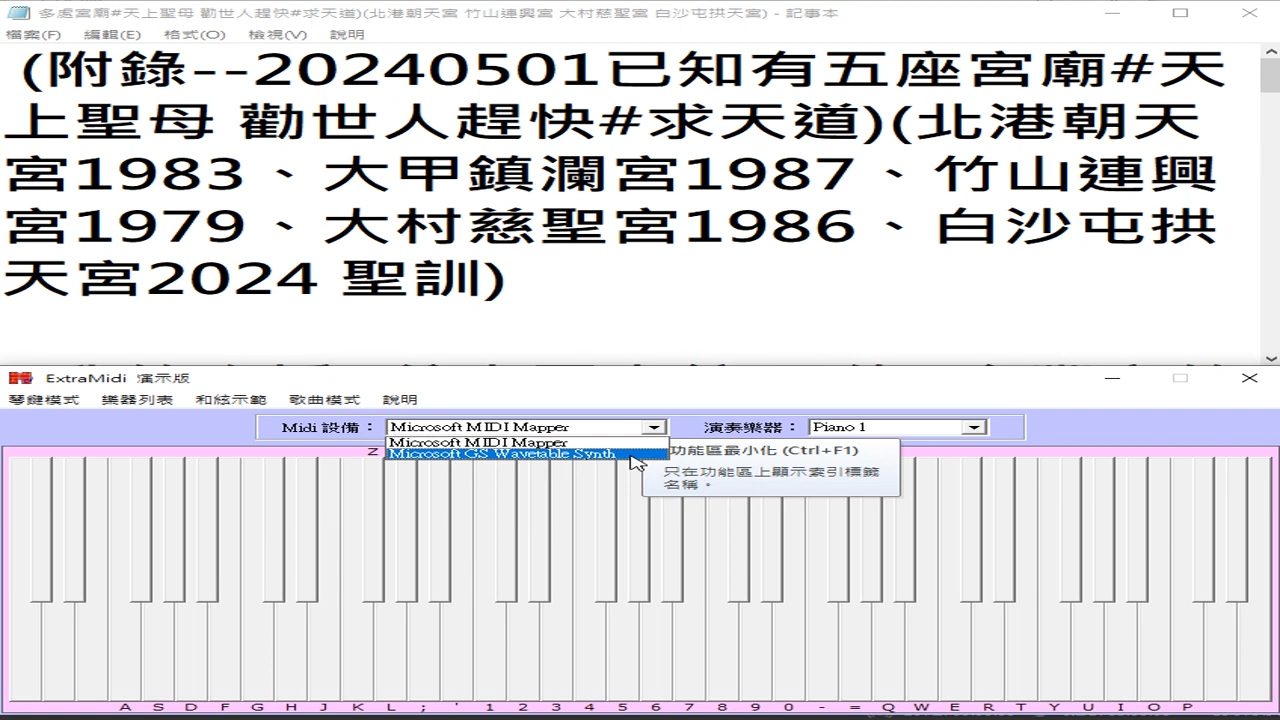 多處宮廟#天上聖母 勸世人趕快#求天道)(北港朝天宮 竹山連興宮 大村慈聖宮 白沙屯拱天宮) - 記事本
檔案(F) 編輯(E) 格式(O) 檢視(V) 說明
(附錄--20240501已知有五座宮廟#天
上聖母 勸世人趕快#求天道)(北港朝天
宮1983、大甲鎮瀾宮1987、竹山連興
宮1979、大村慈聖宮1986、白沙屯拱
天宮2024 聖訓)
ExtraMidi 演示版
琴鍵模式 樂器列表 和絃示範 歌曲模式 說明
Midi 設備： Microsoft MIDI Mapper 演奏樂器： Piano 1
Microsoft MIDI Mapper
Microsoft GS Wavetable Synth
功能區最小化 (Ctrl+F1)
只在功能區上顯示索引標籤
名稱。
Z
A S D F G H J K L ; ' 1 2 3 4 5 6 7 8 9 0 - = Q W E R T Y U I O P